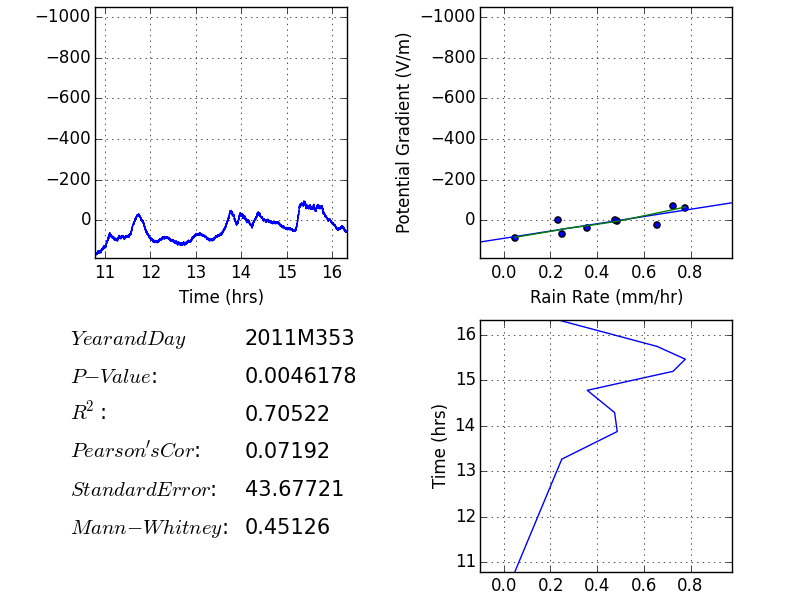 −1000
−800
−600
−400
−200
0
11 12 13 14 15 16
Time (hrs)
Potential Gradient (V/m)
−1000
−800
−600
−400
−200
0
0.0 0.2 0.4 0.6 0.8
Rain Rate (mm/hr)
YearandDay 2011M353
P−Value: 0.0046178
R²: 0.70522
Pearson'sCor: 0.07192
StandardError: 43.67721
Mann−Whitney: 0.45126
Time (hrs)
16
15
14
13
12
11
0.0 0.2 0.4 0.6 0.8